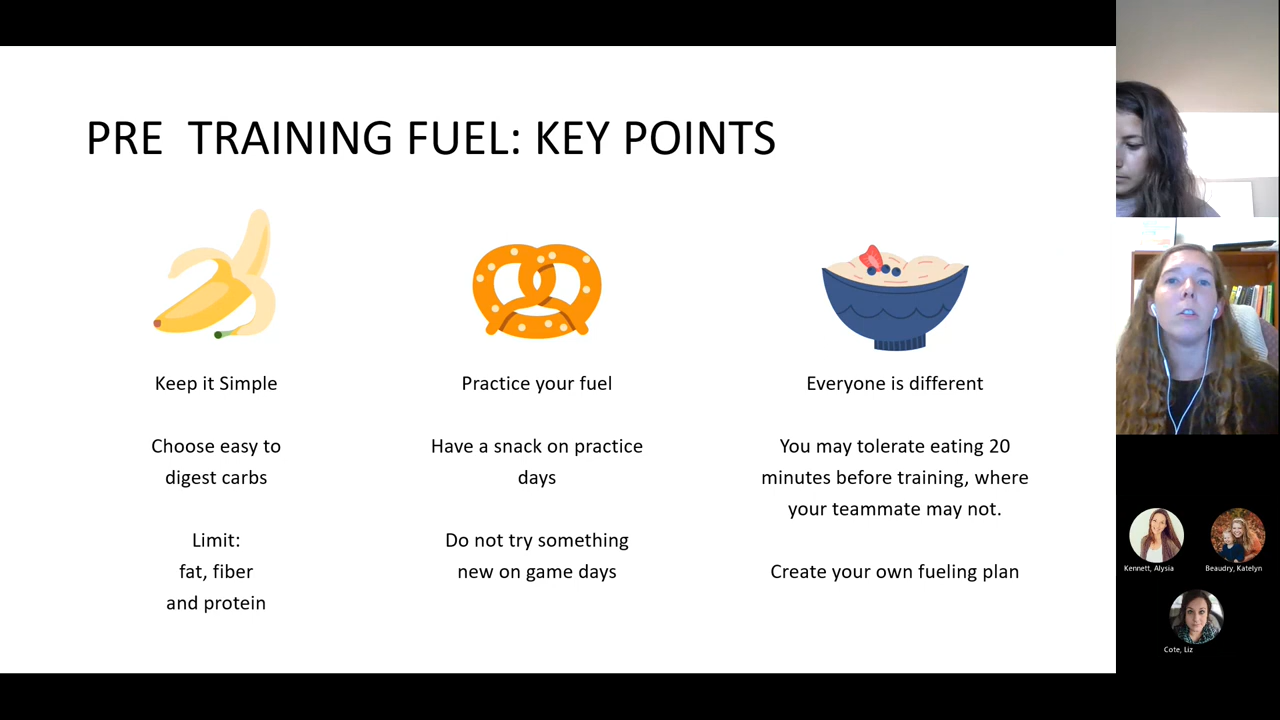 PRE  TRAINING FUEL: KEY POINTS
Keep it Simple
Choose easy to
digest carbs
Limit:
fat, fiber
and protein
Practice your fuel
Have a snack on practice
days
Do not try something
new on game days
Everyone is different
You may tolerate eating 20
minutes before training, where
your teammate may not.
Create your own fueling plan
Kennett, Alysia
Beaudry, Katelyn
Cote, Liz